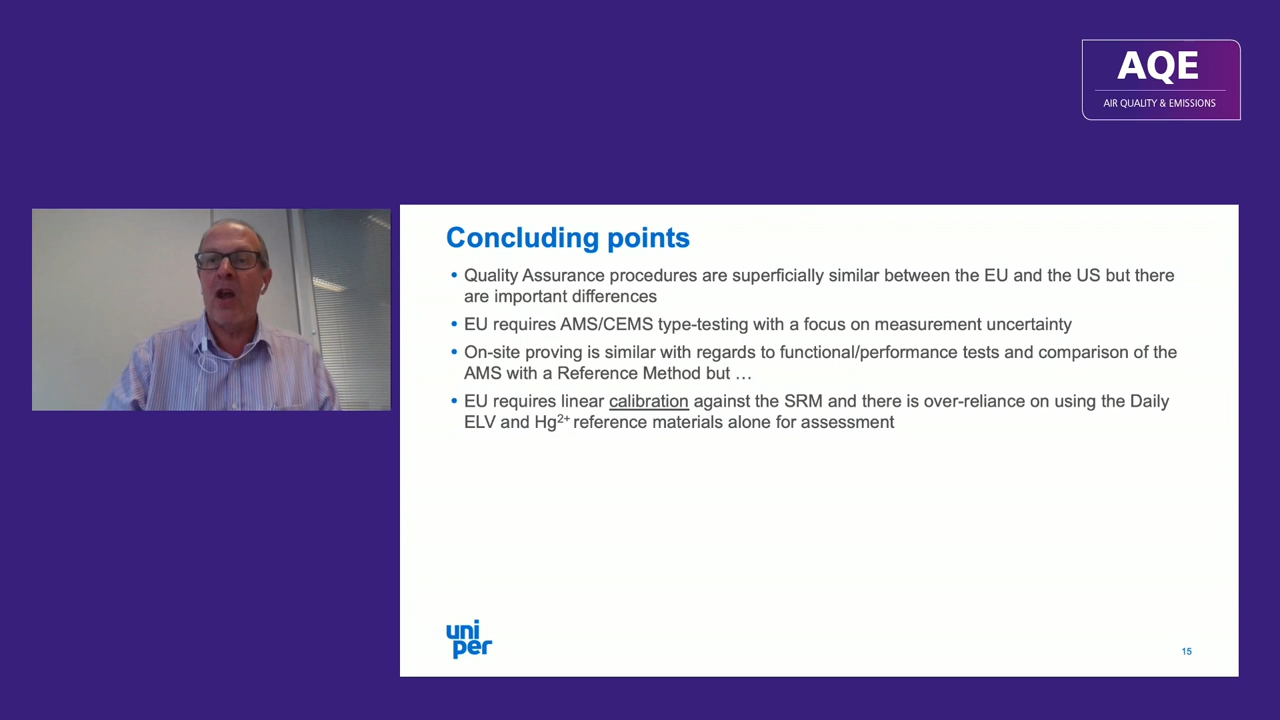 AQE
AIR QUALITY & EMISSIONS
Concluding points
• Quality Assurance procedures are superficially similar between the EU and the US but there
are important differences
• EU requires AMS/CEMS type-testing with a focus on measurement uncertainty
• On-site proving is similar with regards to functional/performance tests and comparison of the
AMS with a Reference Method but …
• EU requires linear calibration against the SRM and there is over-reliance on using the Daily
ELV and Hg²⁺ reference materials alone for assessment
uni
per
15